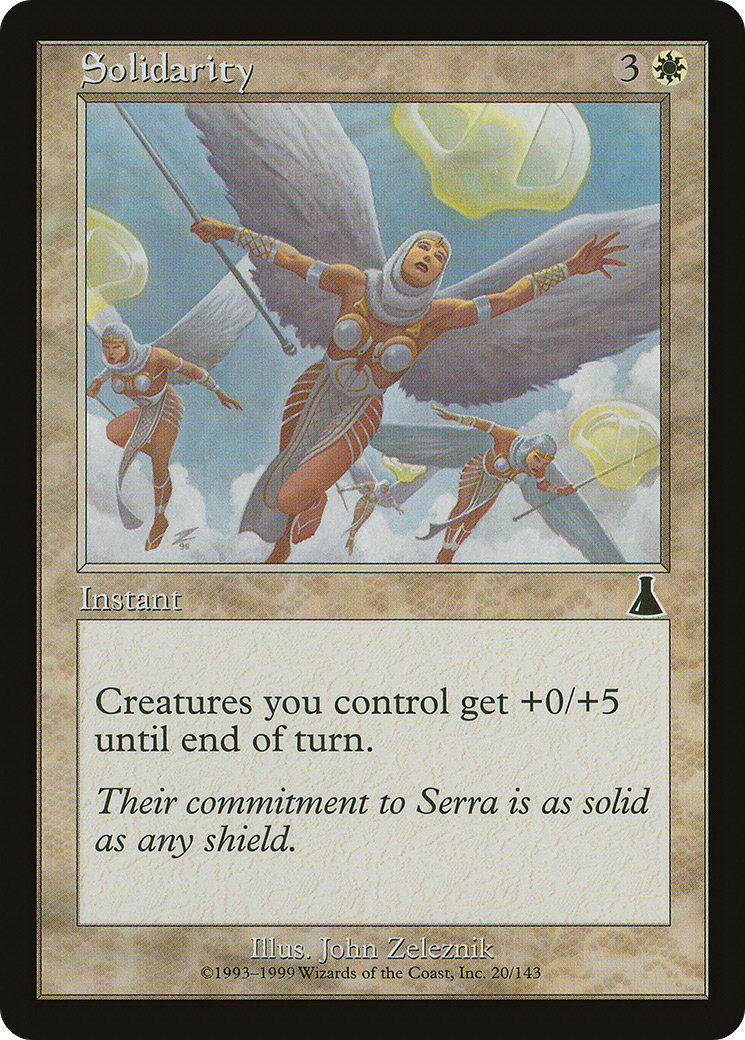 Solidarity 3
Z
98
Instant
Creatures you control get +0/+5
until end of turn.
Their commitment to Serra is as solid
as any shield.
Illus. John Zeleznik
©1993–1999 Wizards of the Coast, Inc. 20/143